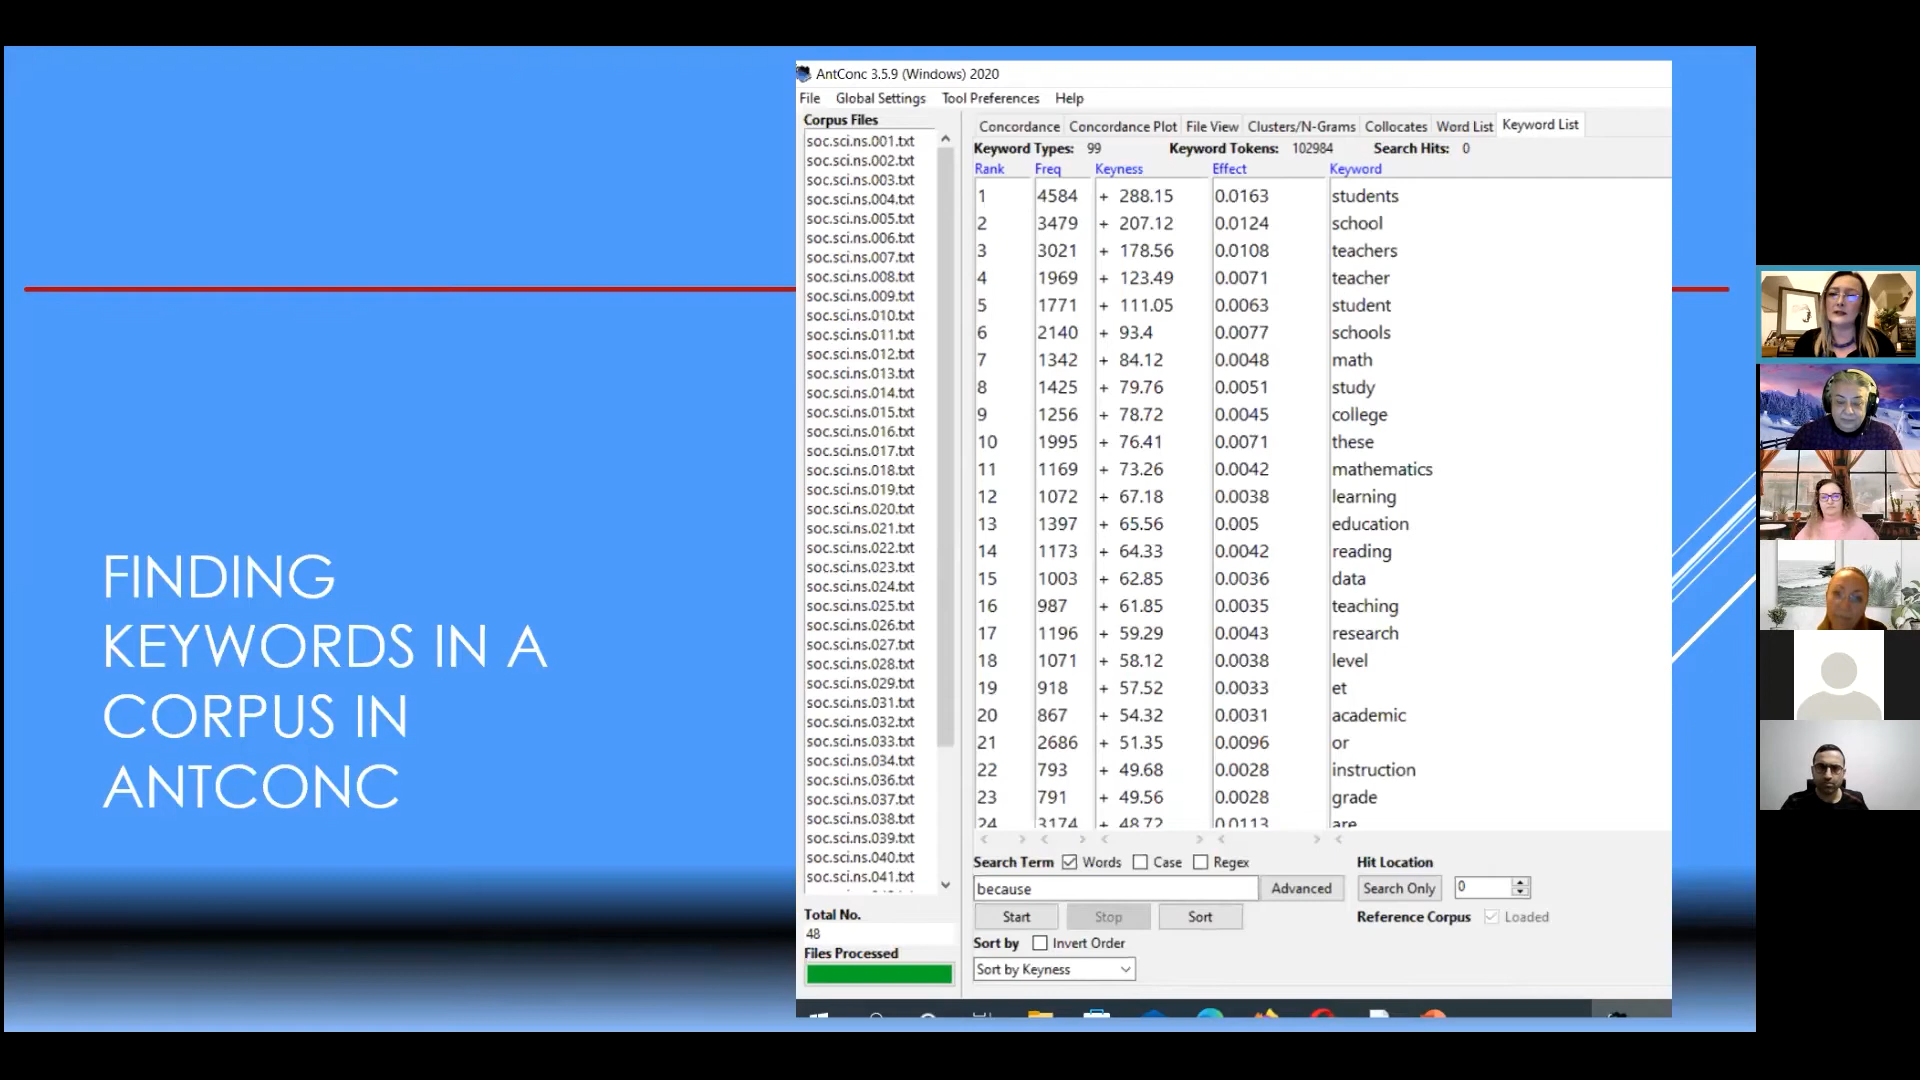 FINDING
KEYWORDS IN A
CORPUS IN
ANTCONC
AntConc 3.5.9 (Windows) 2020
File Global Settings Tool Preferences Help
Corpus Files
soc.sci.ns.001.txt
soc.sci.ns.002.txt
soc.sci.ns.003.txt
soc.sci.ns.004.txt
soc.sci.ns.005.txt
soc.sci.ns.006.txt
soc.sci.ns.007.txt
soc.sci.ns.008.txt
soc.sci.ns.009.txt
soc.sci.ns.010.txt
soc.sci.ns.011.txt
soc.sci.ns.012.txt
soc.sci.ns.013.txt
soc.sci.ns.014.txt
soc.sci.ns.015.txt
soc.sci.ns.016.txt
soc.sci.ns.017.txt
soc.sci.ns.018.txt
soc.sci.ns.019.txt
soc.sci.ns.020.txt
soc.sci.ns.021.txt
soc.sci.ns.022.txt
soc.sci.ns.023.txt
soc.sci.ns.024.txt
soc.sci.ns.025.txt
soc.sci.ns.026.txt
soc.sci.ns.027.txt
soc.sci.ns.028.txt
soc.sci.ns.029.txt
soc.sci.ns.031.txt
soc.sci.ns.032.txt
soc.sci.ns.033.txt
soc.sci.ns.034.txt
soc.sci.ns.036.txt
soc.sci.ns.037.txt
soc.sci.ns.038.txt
soc.sci.ns.039.txt
soc.sci.ns.040.txt
soc.sci.ns.041.txt
Total No.
48
Files Processed
Concordance Concordance Plot File View Clusters/N-Grams Collocates Word List Keyword List
Keyword Types: 99 Keyword Tokens: 102984 Search Hits: 0
Rank Freq Keyness Effect Keyword
1 4584 + 288.15 0.0163 students
2 3479 + 207.12 0.0124 school
3 3021 + 178.56 0.0108 teachers
4 1969 + 123.49 0.0071 teacher
5 1771 + 111.05 0.0063 student
6 2140 + 93.4 0.0077 schools
7 1342 + 84.12 0.0048 math
8 1425 + 79.76 0.0051 study
9 1256 + 78.72 0.0045 college
10 1995 + 76.41 0.0071 these
11 1169 + 73.26 0.0042 mathematics
12 1072 + 67.18 0.0038 learning
13 1397 + 65.56 0.005 education
14 1173 + 64.33 0.0042 reading
15 1003 + 62.85 0.0036 data
16 987 + 61.85 0.0035 teaching
17 1196 + 59.29 0.0043 research
18 1071 + 58.12 0.0038 level
19 918 + 57.52 0.0033 et
20 867 + 54.32 0.0031 academic
21 2686 + 51.35 0.0096 or
22 793 + 49.68 0.0028 instruction
23 791 + 49.56 0.0028 grade
24 3174 + 48.72 0.0113 are
Search Term Words Case Regex Hit Location
because Advanced Search Only 0
Start Stop Sort Reference Corpus Loaded
Sort by Invert Order
Sort by Keyness